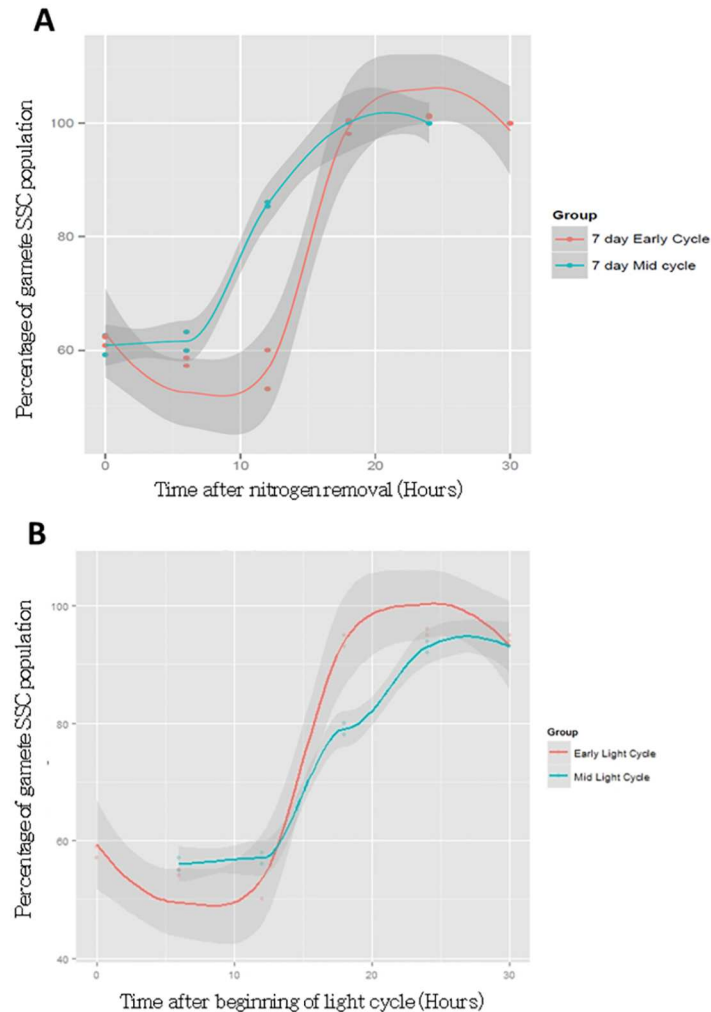 A
Percentage of gamete SSC population
100
80
60
0
10
20
30
Time after nitrogen removal (Hours)
Group
7 day Early Cycle
7 day Mid cycle
B
Percentage of gamete SSC population
100
80
60
40
0
10
20
30
Time after beginning of light cycle (Hours)
Group
Early Light Cycle
Mid Light Cycle